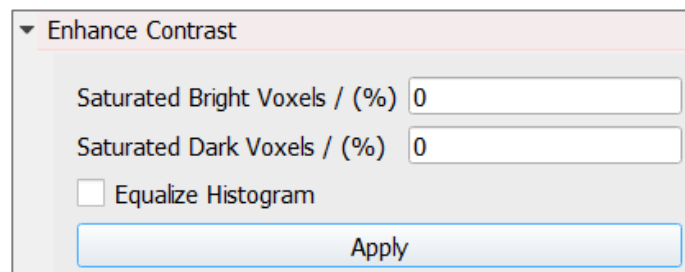 Enhance Contrast
Saturated Bright Voxels / (%) 0
Saturated Dark Voxels / (%) 0
Equalize Histogram
Apply